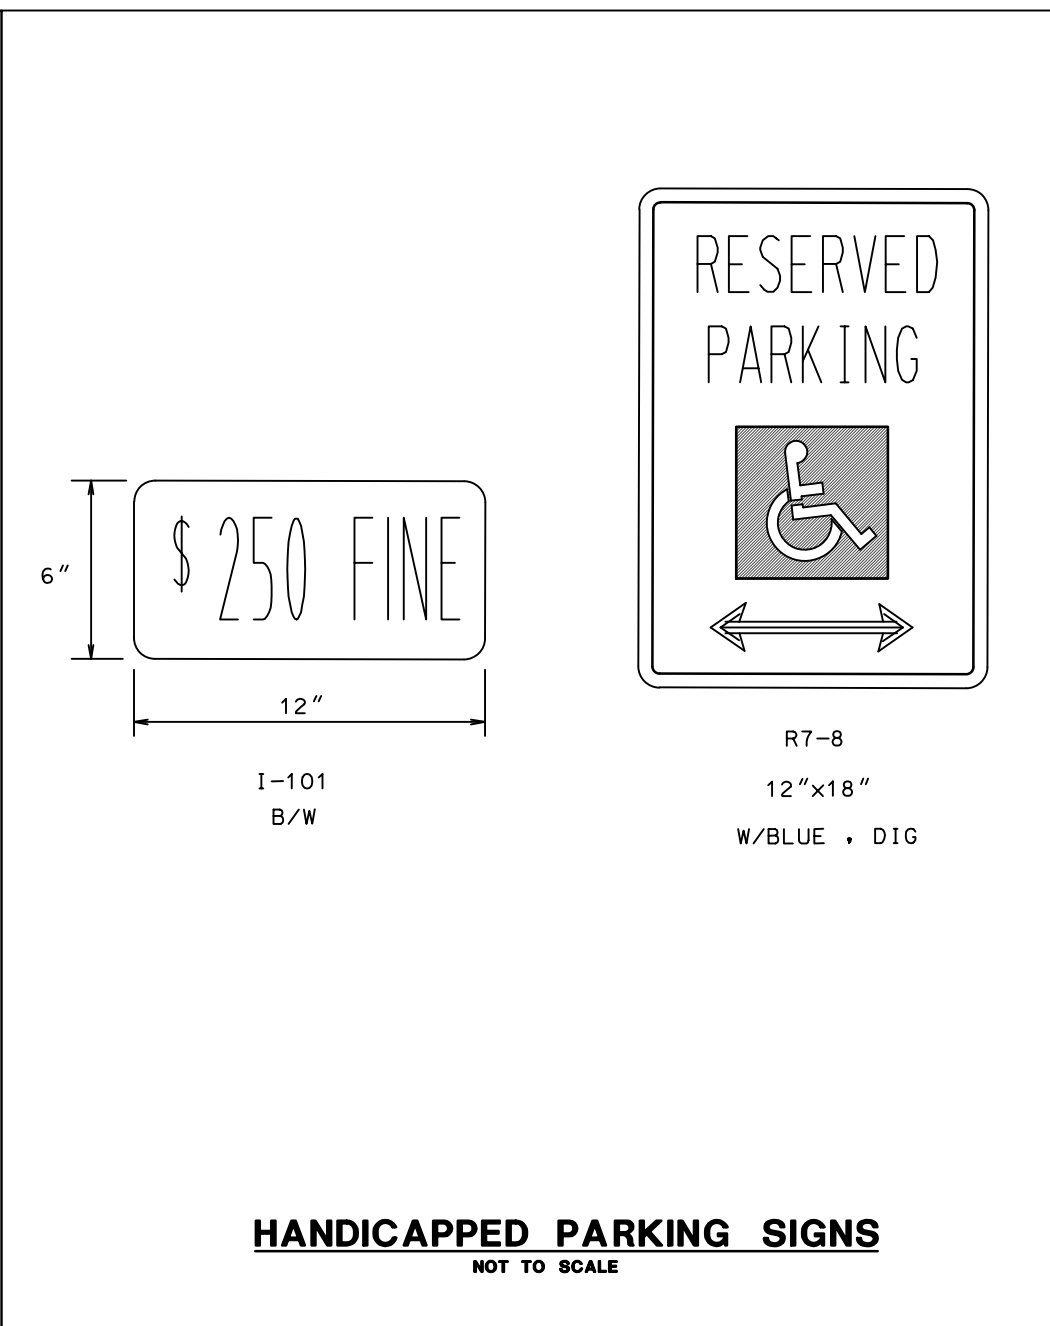 RESERVED
PARKING
$ 250 FINE
6"
12"
I-101
B/W
R7-8
12"x18"
W/BLUE , DIG
HANDICAPPED PARKING SIGNS
NOT TO SCALE